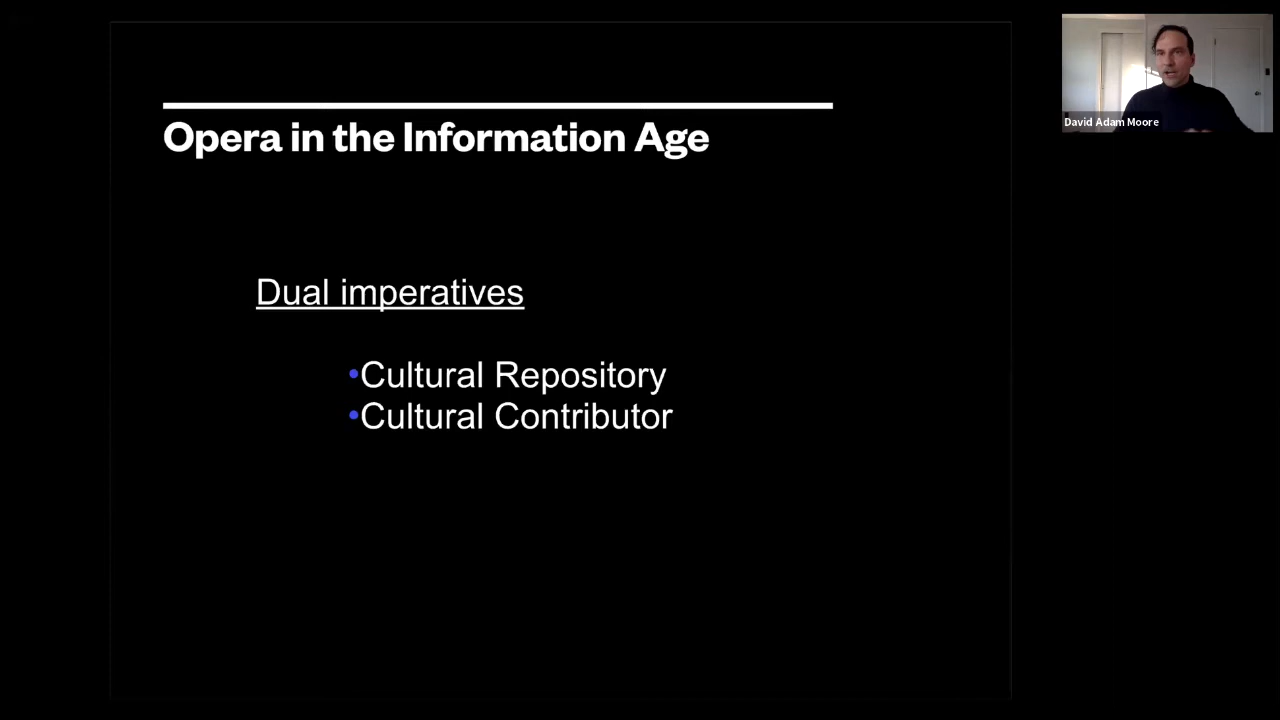 Opera in the Information Age
Dual imperatives
•Cultural Repository
•Cultural Contributor
David Adam Moore